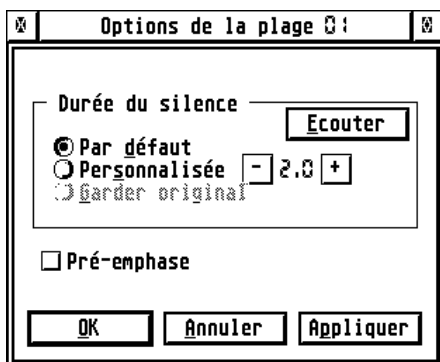 Options de la plage 01
Durée du silence
Ecouter
Par défaut
Personnalisée - 2.0 +
Garder original
Pré-emphase
OK Annuler Appliquer